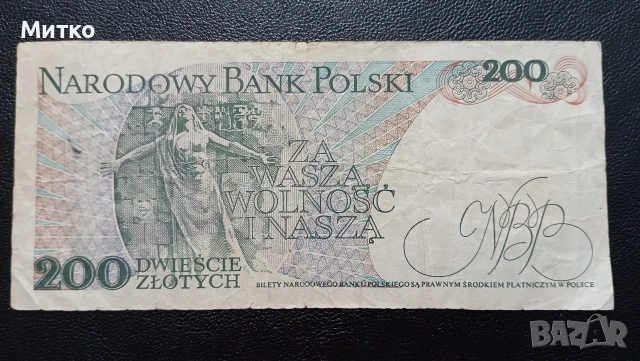 Митко
NARODOWY BANK POLSKI
200
ZA
WASZĄ
WOLNOŚĆ
I NASZĄ
NBP
200 DWIEŚCIE
ZŁOTYCH
BILETY NARODOWEGO BANKU POLSKIEGO SĄ PRAWNYM ŚRODKIEM PŁATNICZYM W POLSCE
BAZAR